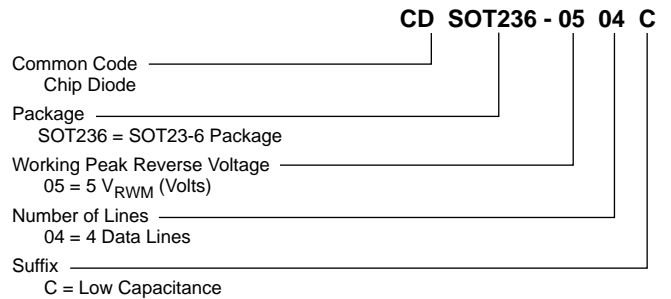 CD SOT236 - 05 04 C
Common Code
Chip Diode
Package
SOT236 = SOT23-6 Package
Working Peak Reverse Voltage
05 = 5 VRWM (Volts)
Number of Lines
04 = 4 Data Lines
Suffix
C = Low Capacitance